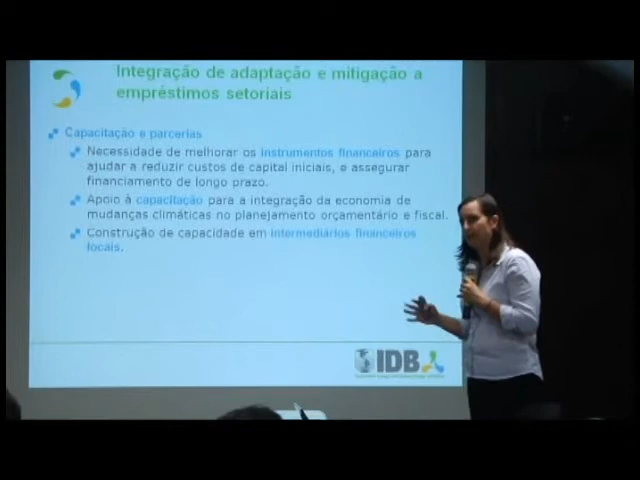 Integração de adaptação e mitigação a
empréstimos setoriais
Capacitação e parcerias
Necessidade de melhorar os instrumentos financeiros para
ajudar a reduzir custos de capital iniciais, e assegurar
financiamento de longo prazo.
Apoio à capacitação para a integração da economia de
mudanças climáticas no planejamento orçamentário e fiscal.
Construção de capacidade em intermediários financeiros
locais.
IDB